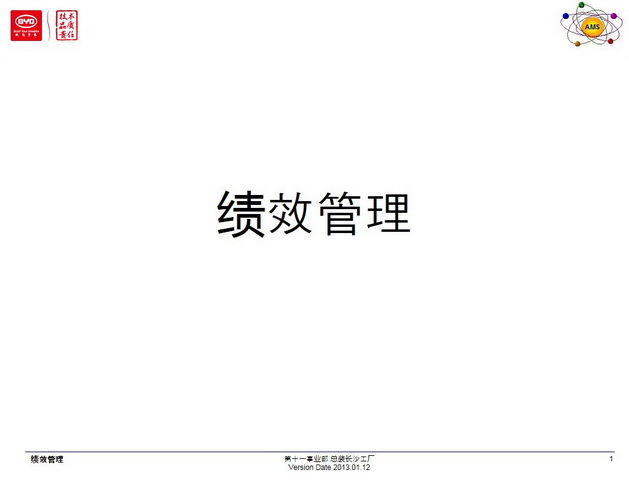 BYD
技术
品质
责任
AMS
绩效管理
绩效管理
第十一事业部 总装长沙工厂
Version Date 2013.01.12
1